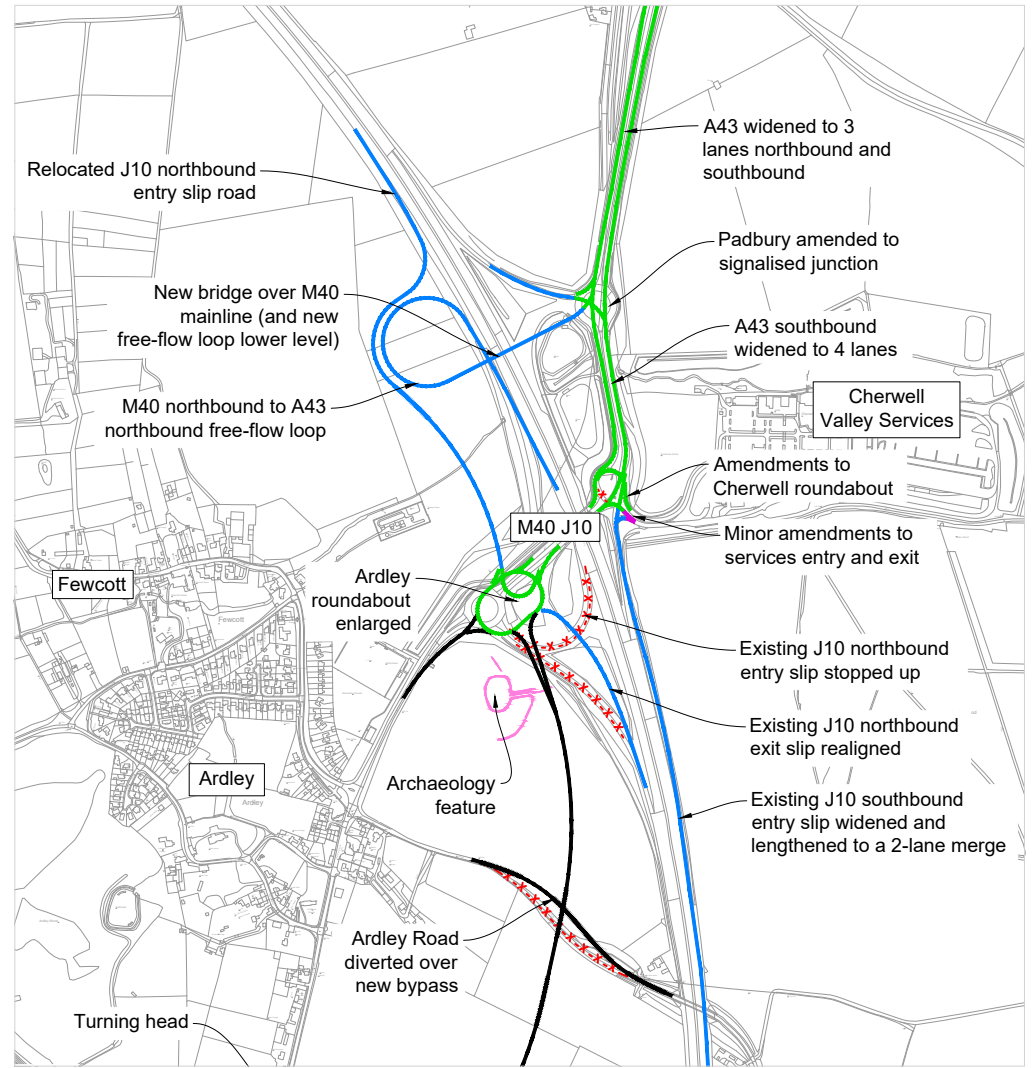 A43 widened to 3
lanes northbound and
southbound
Relocated J10 northbound
entry slip road
Padbury amended to
signalised junction
New bridge over M40
mainline (and new
free-flow loop lower level)
A43 southbound
widened to 4 lanes
Cherwell
Valley Services
M40 northbound to A43
northbound free-flow loop
Amendments to
Cherwell roundabout
M40 J10
Minor amendments to
services entry and exit
Fewcott
Fewcott
Ardley
roundabout
enlarged
Existing J10 northbound
entry slip stopped up
Existing J10 northbound
exit slip realigned
Ardley
Ardley
Archaeology
feature
Existing J10 southbound
entry slip widened and
lengthened to a 2-lane merge
Ardley Road
diverted over
new bypass
Turning head